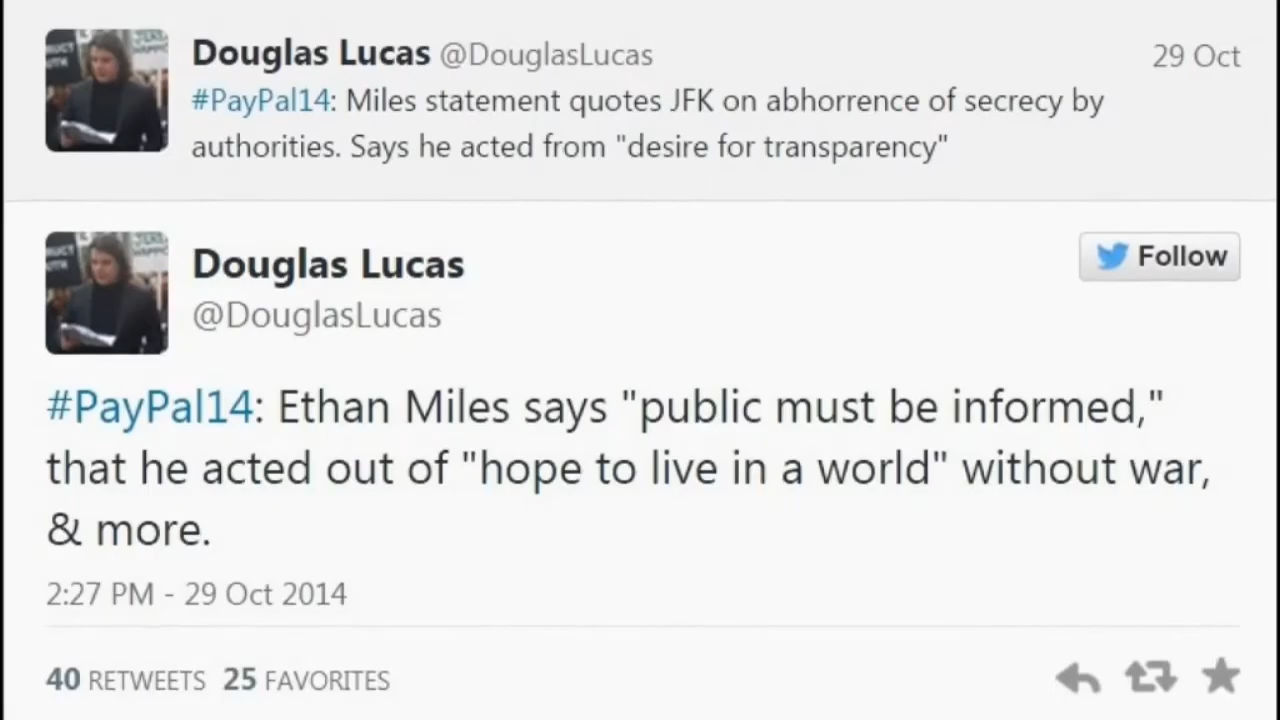 Douglas Lucas @DouglasLucas 29 Oct
#PayPal14: Miles statement quotes JFK on abhorrence of secrecy by
authorities. Says he acted from "desire for transparency"
Douglas Lucas
Follow
@DouglasLucas
#PayPal14: Ethan Miles says "public must be informed,"
that he acted out of "hope to live in a world" without war,
& more.
2:27 PM - 29 Oct 2014
40 RETWEETS 25 FAVORITES